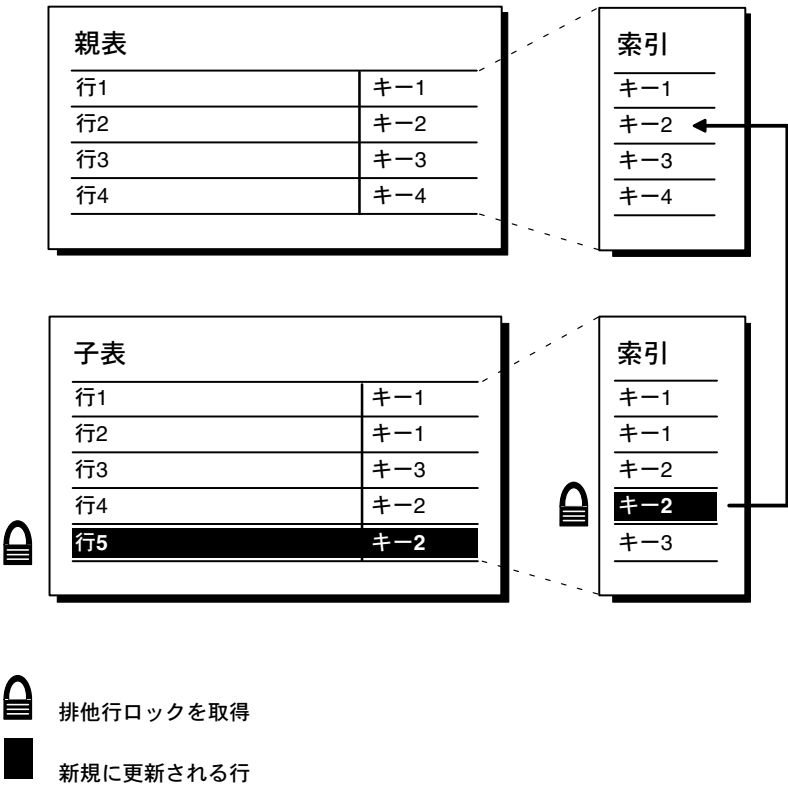 親表
行1 キー1
行2 キー2
行3 キー3
行4 キー4
索引
キー1
キー2
キー3
キー4
子表
行1 キー1
行2 キー1
行3 キー3
行4 キー2
行5 キー2
索引
キー1
キー1
キー2
キー2
キー3
排他行ロックを取得
新規に更新される行